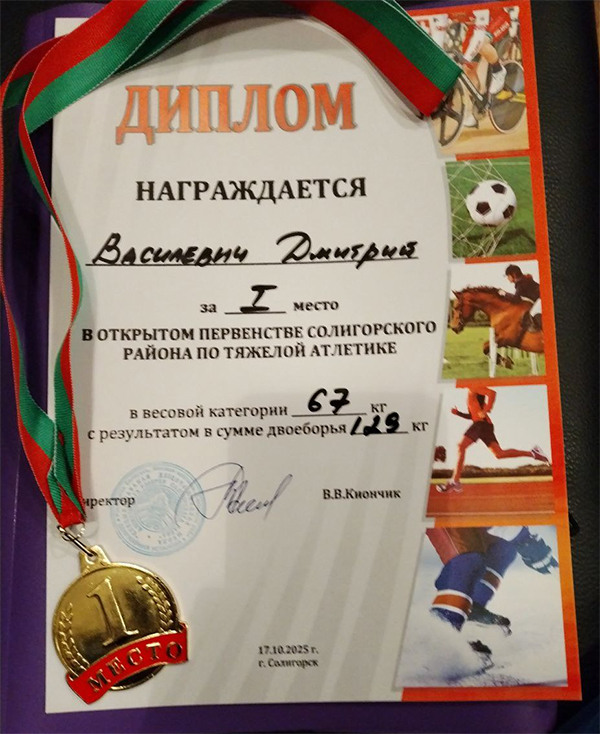 ДИПЛОМ
НАГРАЖДАЕТСЯ
Василевич Дмитрий
за I место
В ОТКРЫТОМ ПЕРВЕНСТВЕ СОЛИГОРСКОГО
РАЙОНА ПО ТЯЖЕЛОЙ АТЛЕТИКЕ
в весовой категории 67 кг
с результатом в сумме двоеборья 129 кг
иректор В.В.Киончик
1
МЕСТО
17.10.2025 г.
г. Солигорск